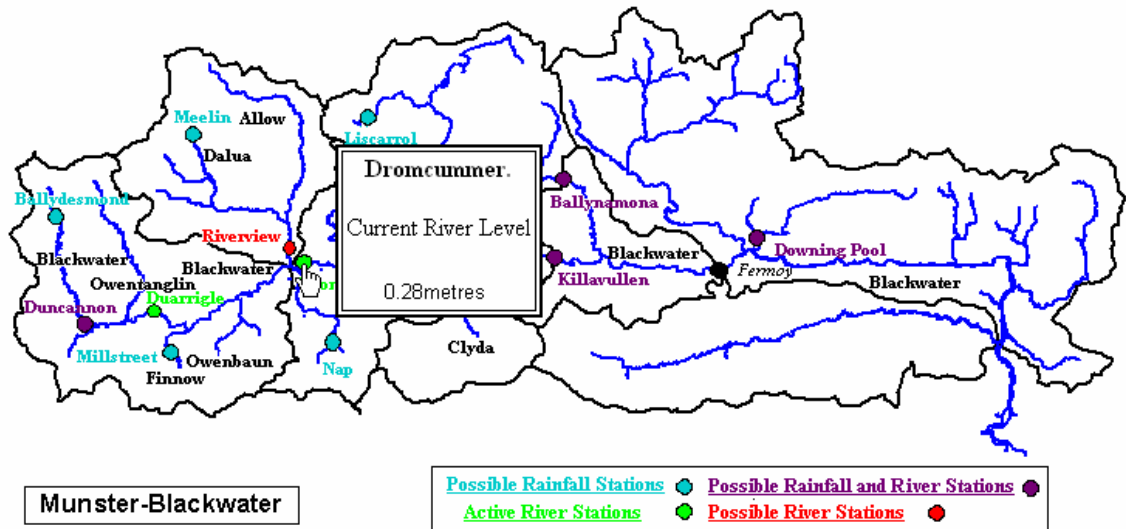 Meelin
Allow
Dalua
Liscarrol
Dromcummer.
Current River Level
0.28metres
Ballydesmond
Ballynamona
Riverview
Blackwater
Blackwater
Blackwater
Downing Pool
Owentanglin
Killavullen
Fermoy
Duarrigle
Duncannon
Blackwater
Millstreet
Owenbaun
Finnow
Nap
Clyda
Munster-Blackwater
Possible Rainfall Stations
Possible Rainfall and River Stations
Active River Stations
Possible River Stations